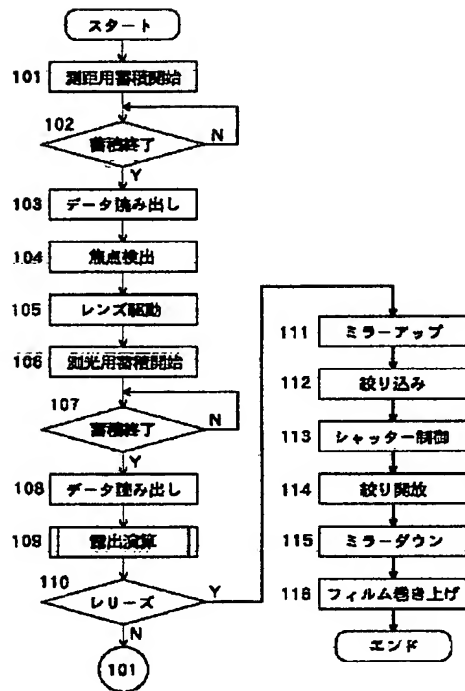 スタート
101 測距用蓄積開始
102
蓄積終了
N
Y
103 データ読み出し
104 焦点検出
105 レンズ駆動
106 測光用蓄積開始
107
蓄積終了
N
Y
108 データ読み出し
109 露出演算
110
レリーズ
Y
N
101
111 ミラーアップ
112 絞り込み
113 シャッター制御
114 絞り開放
115 ミラーダウン
116 フィルム巻き上げ
エンド